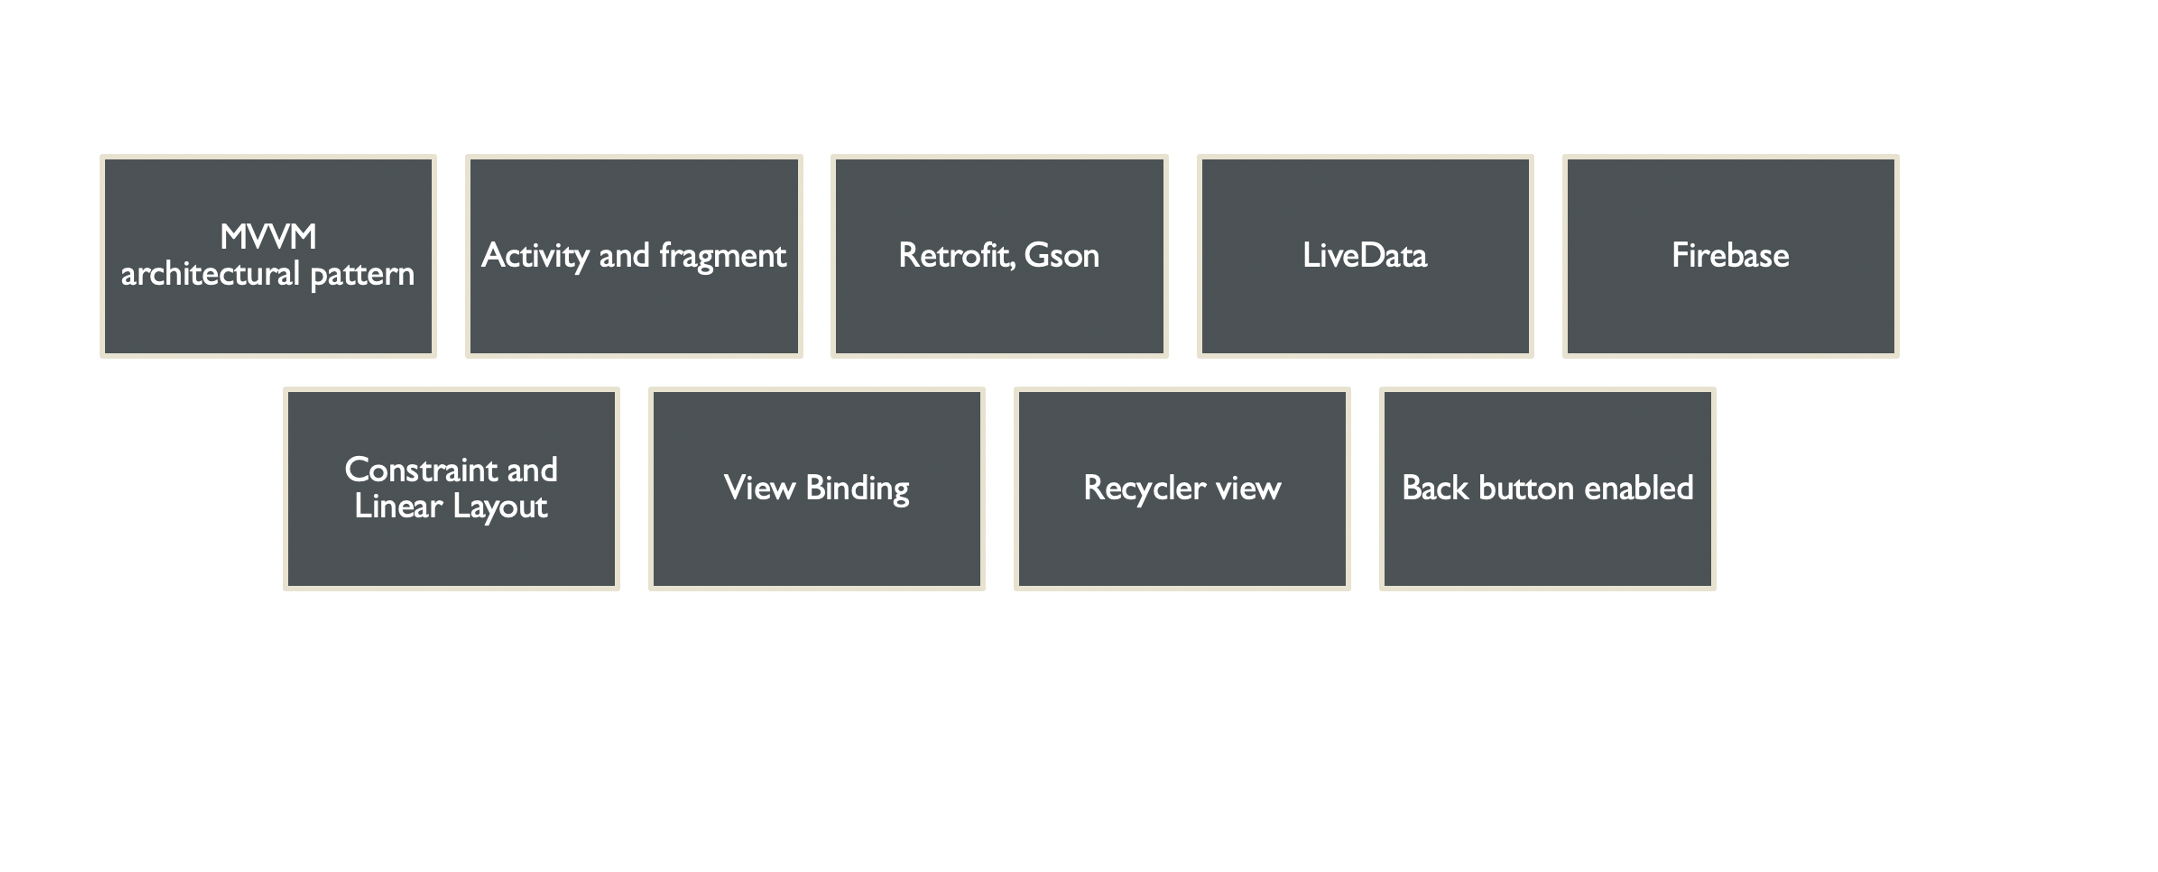 MVVM
architectural pattern
Activity and fragment
Retrofit, Gson
LiveData
Firebase
Constraint and
Linear Layout
View Binding
Recycler view
Back button enabled